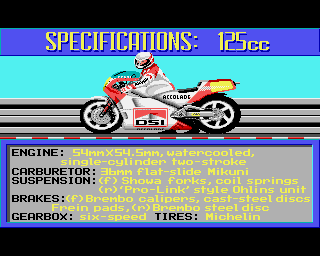 SPECIFICATIONS: 125cc
ACCOLADE
DSI
ACCOLADE
ENGINE: 54mmX54.5mm, watercooled,
single-cylinder two-stroke
CARBURETOR: 36mm flat-slide Mikuni
SUSPENSION: (f) Showa forks, coil springs
(r) 'Pro-Link' style Ohlins unit
BRAKES: (f) Brembo calipers, cast-steel discs
Frein pads, (r) Brembo steel disc
GEARBOX: six-speed TIRES: Michelin